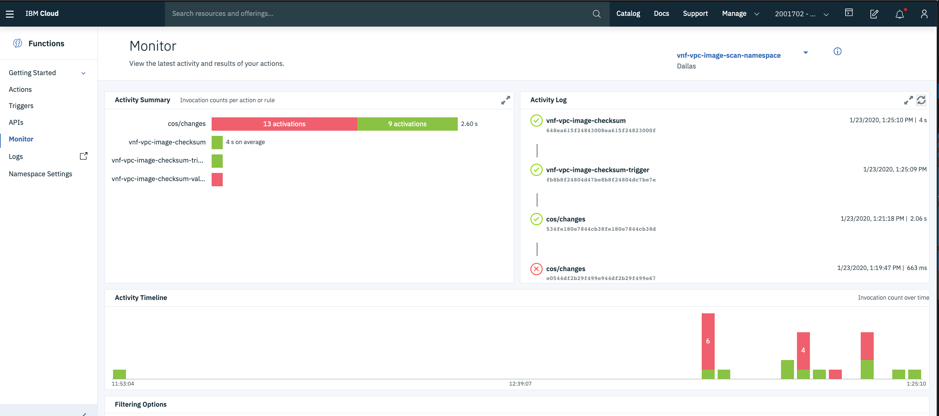 IBM Cloud
Search resources and offerings...
Catalog
Docs
Support
Manage
2001702 - ...
Functions
Getting Started
Actions
Triggers
APIs
Monitor
Logs
Namespace Settings
Monitor
View the latest activity and results of your actions.
vnf-vpc-image-scan-namespace
Dallas
Activity Summary
Invocation counts per action or rule
cos/changes
13 activations
9 activations
2.60 s
vnf-vpc-image-checksum
4 s on average
vnf-vpc-image-checksum-tri...
vnf-vpc-image-checksum-val...
Activity Log
vnf-vpc-image-checksum
1/23/2020, 1:25:10 PM | 4 s
648ea615f24843008ea615f24823000f
vnf-vpc-image-checksum-trigger
1/23/2020, 1:25:09 PM
fb8b8f24804d47be8b8f24804dc7be7e
cos/changes
1/23/2020, 1:21:18 PM | 2.06 s
534fe180e7844cb38fe180e7844cb38d
cos/changes
1/23/2020, 1:19:47 PM | 663 ms
e0546df2b29f499e944df2b29f499e67
Activity Timeline
Invocation count over time
6
4
11:53:04
12:39:07
1:25:10
Filtering Options